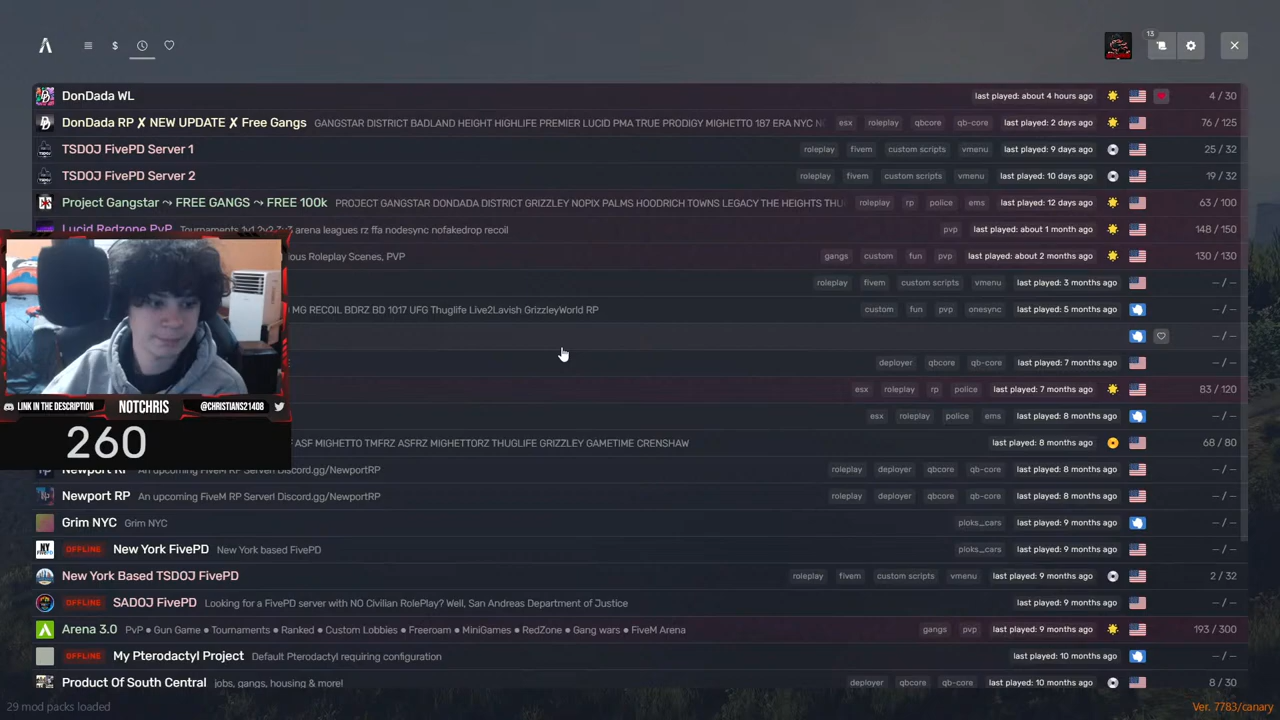 $ 13
DonDada WL last played: about 4 hours ago 4 / 30
DonDada RP ✗ NEW UPDATE ✗ Free Gangs GANGSTAR DISTRICT BADLAND HEIGHT HIGHLIFE PREMIER LUCID PMA TRUE PRODIGY MIGHETTO 187 ERA NYC esx roleplay qbcore qb-core last played: 2 days ago 76 / 125
TSDOJ FivePD Server 1 roleplay fivem custom scripts vmenu last played: 9 days ago 25 / 32
TSDOJ FivePD Server 2 roleplay fivem custom scripts vmenu last played: 10 days ago 19 / 32
Project Gangstar ⤳ FREE GANGS ⤳ FREE 100k PROJECT GANGSTAR DONDADA DISTRICT GRIZZLEY NOPIX PALMS HOODRICH TOWNS LEGACY THE HEIGHTS roleplay rp police ems last played: 12 days ago 63 / 100
Lucid Redzone PvP Tournaments 1v1 2v2 3v3 arena leagues rz ffa nodesync nofakedrop recoil pvp last played: about 1 month ago 148 / 150
ious Roleplay Scenes, PVP gangs custom fun pvp last played: about 2 months ago 130 / 130
roleplay fivem custom scripts vmenu last played: 3 months ago – / –
MG RECOIL BDRZ BD 1017 UFG Thuglife Live2Lavish GrizzleyWorld RP custom fun pvp onesync last played: 5 months ago – / –
– / –
deployer qbcore qb-core last played: 7 months ago – / –
esx roleplay rp police last played: 7 months ago 83 / 120
esx roleplay police ems last played: 8 months ago – / –
ASF MIGHETTO TMFRZ ASFRZ MIGHETTORZ THUGLIFE GRIZZLEY GAMETIME CRENSHAW last played: 8 months ago 68 / 80
LINK IN THE DESCRIPTION NOTCHRIS @CHRISTIANS21408
260
Newport RP An upcoming FiveM RP Server! Discord.gg/NewportRP roleplay deployer qbcore qb-core last played: 8 months ago – / –
Newport RP An upcoming FiveM RP Server! Discord.gg/NewportRP roleplay deployer qbcore qb-core last played: 8 months ago – / –
Grim NYC Grim NYC ploks_cars last played: 9 months ago – / –
OFFLINE New York FivePD New York based FivePD ploks_cars last played: 9 months ago – / –
New York Based TSDOJ FivePD roleplay fivem custom scripts vmenu last played: 9 months ago 2 / 32
OFFLINE SADOJ FivePD Looking for a FivePD server with NO Civilian RolePlay? Well, San Andreas Department of Justice last played: 9 months ago – / –
Arena 3.0 PvP ● Gun Game ● Tournaments ● Ranked ● Custom Lobbies ● Freeroam ● MiniGames ● RedZone ● Gang wars ● FiveM Arena gangs pvp last played: 9 months ago 193 / 300
OFFLINE My Pterodactyl Project Default Pterodactyl requiring configuration last played: 10 months ago – / –
Product Of South Central jobs, gangs, housing & more! deployer qbcore qb-core last played: 10 months ago 8 / 30
29 mod packs loaded Ver. 7783/canary